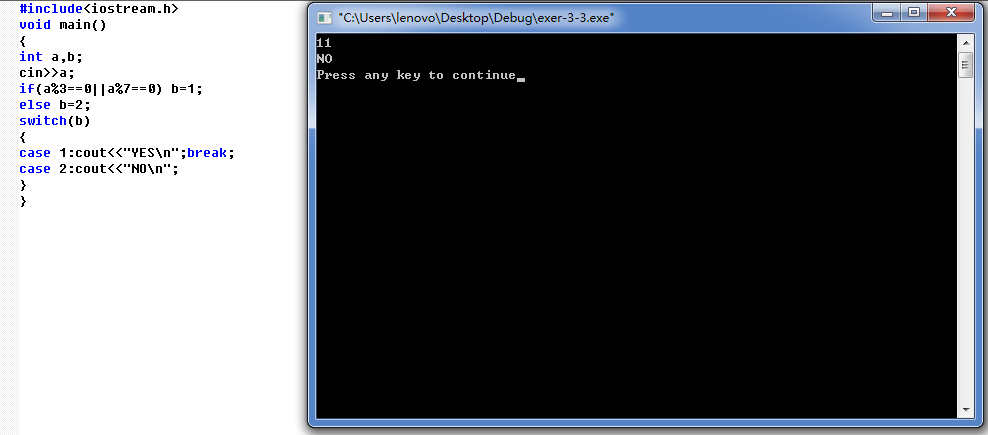 #include<iostream.h>
void main()
{
int a,b;
cin>>a;
if(a%3==0||a%7==0) b=1;
else b=2;
switch(b)
{
case 1:cout<<"YES\n";break;
case 2:cout<<"NO\n";
}
}
"C:\Users\lenovo\Desktop\Debug\exer-3-3.exe"
11
NO
Press any key to continue_